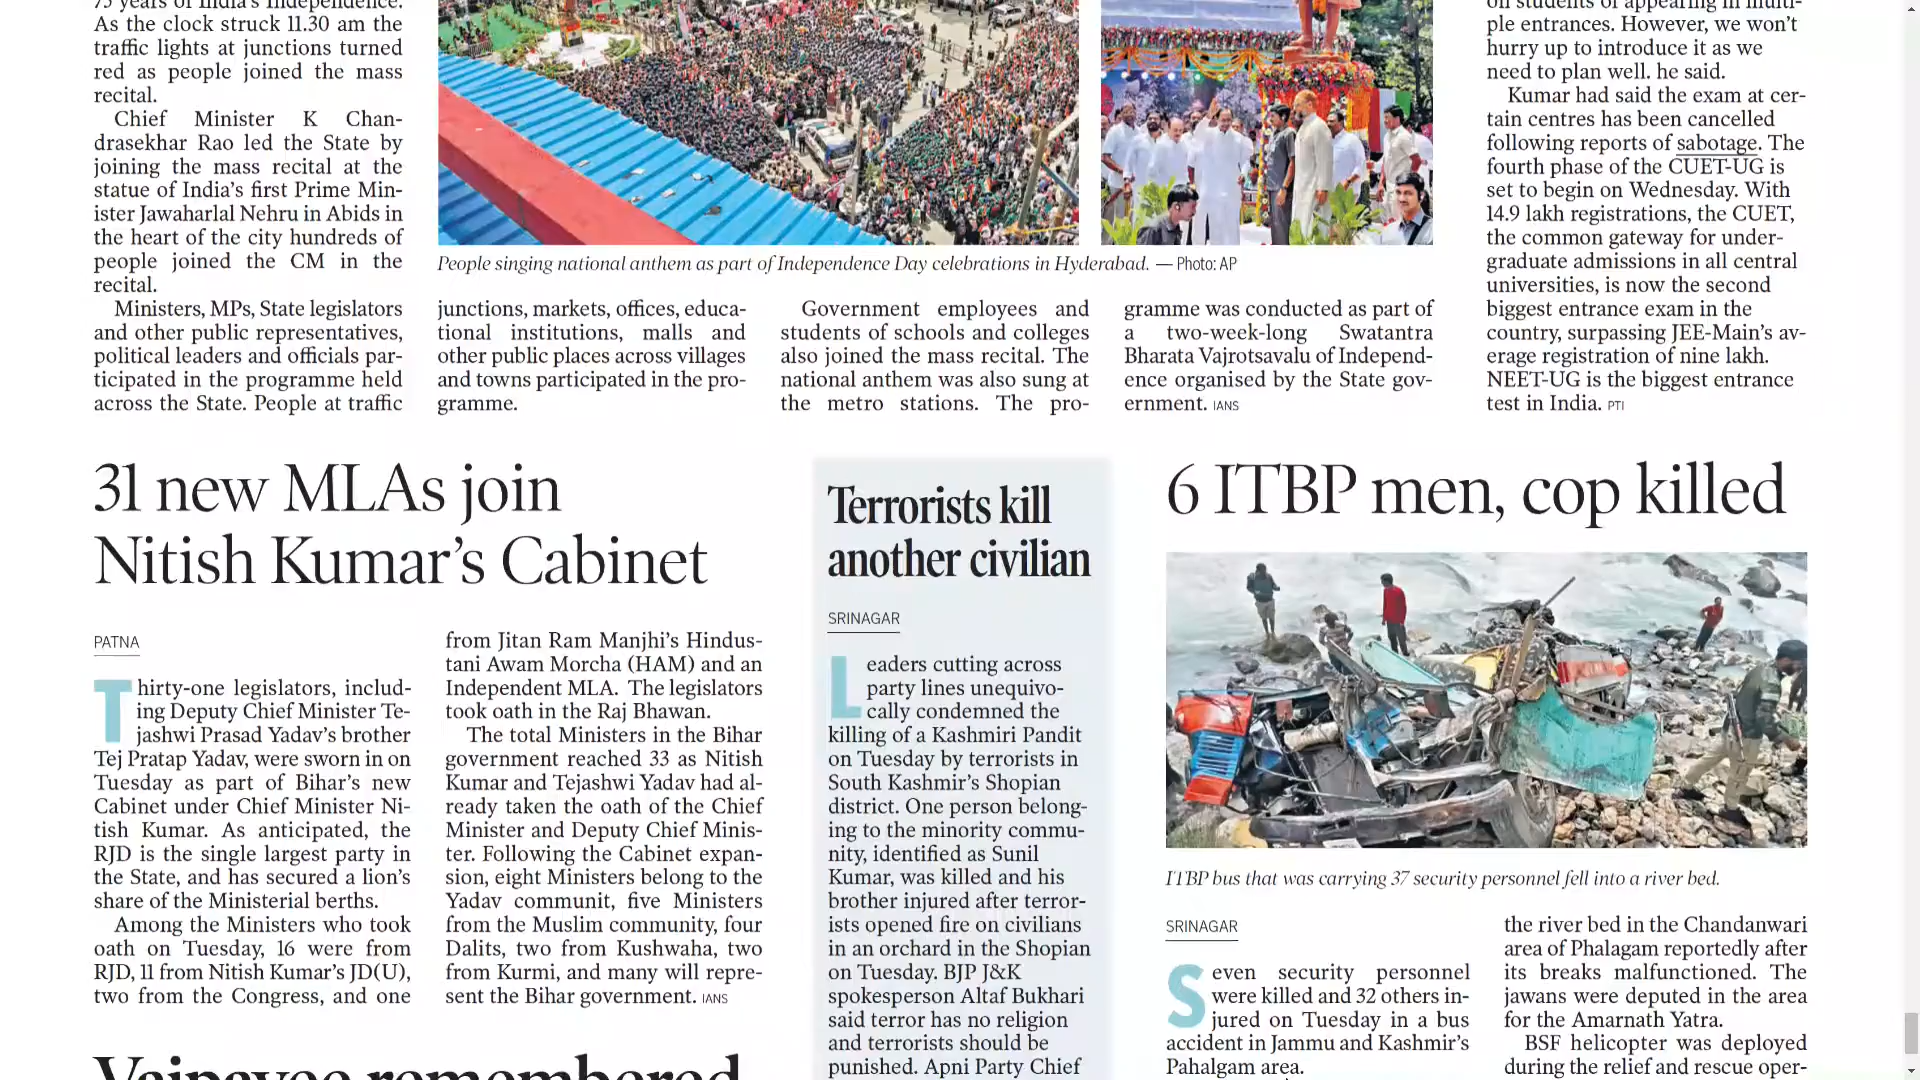 75 years of India's Independence.
As the clock struck 11.30 am the
traffic lights at junctions turned
red as people joined the mass
recital.
Chief Minister K Chan-
drasekhar Rao led the State by
joining the mass recital at the
statue of India's first Prime Min-
ister Jawaharlal Nehru in Abids in
the heart of the city hundreds of
people joined the CM in the
recital.
Ministers, MPs, State legislators
and other public representatives,
political leaders and officials par-
ticipated in the programme held
across the State. People at traffic
People singing national anthem as part of Independence Day celebrations in Hyderabad. — Photo: AP
junctions, markets, offices, educa-
tional institutions, malls and
other public places across villages
and towns participated in the pro-
gramme.
Government employees and
students of schools and colleges
also joined the mass recital. The
national anthem was also sung at
the metro stations. The pro-
gramme was conducted as part of
a two-week-long Swatantra
Bharata Vajrotsavalu of Independ-
ence organised by the State gov-
ernment. IANS
on students of appearing in multi-
ple entrances. However, we won't
hurry up to introduce it as we
need to plan well. he said.
Kumar had said the exam at cer-
tain centres has been cancelled
following reports of sabotage. The
fourth phase of the CUET-UG is
set to begin on Wednesday. With
14.9 lakh registrations, the CUET,
the common gateway for under-
graduate admissions in all central
universities, is now the second
biggest entrance exam in the
country, surpassing JEE-Main's av-
erage registration of nine lakh.
NEET-UG is the biggest entrance
test in India. PTI
31 new MLAs join
Nitish Kumar's Cabinet
PATNA
Thirty-one legislators, includ-
ing Deputy Chief Minister Te-
jashwi Prasad Yadav's brother
Tej Pratap Yadav, were sworn in on
Tuesday as part of Bihar's new
Cabinet under Chief Minister Ni-
tish Kumar. As anticipated, the
RJD is the single largest party in
the State, and has secured a lion's
share of the Ministerial berths.
Among the Ministers who took
oath on Tuesday, 16 were from
RJD, 11 from Nitish Kumar's JD(U),
two from the Congress, and one
from Jitan Ram Manjhi's Hindus-
tani Awam Morcha (HAM) and an
Independent MLA. The legislators
took oath in the Raj Bhawan.
The total Ministers in the Bihar
government reached 33 as Nitish
Kumar and Tejashwi Yadav had al-
ready taken the oath of the Chief
Minister and Deputy Chief Minis-
ter. Following the Cabinet expan-
sion, eight Ministers belong to the
Yadav communit, five Ministers
from the Muslim community, four
Dalits, two from Kushwaha, two
from Kurmi, and many will repre-
sent the Bihar government. IANS
Vajpayee remembered
Terrorists kill
another civilian
SRINAGAR
Leaders cutting across
party lines unequivo-
cally condemned the
killing of a Kashmiri Pandit
on Tuesday by terrorists in
South Kashmir's Shopian
district. One person belong-
ing to the minority commu-
nity, identified as Sunil
Kumar, was killed and his
brother injured after terror-
ists opened fire on civilians
in an orchard in the Shopian
on Tuesday. BJP J&K
spokesperson Altaf Bukhari
said terror has no religion
and terrorists should be
punished. Apni Party Chief
6 ITBP men, cop killed
ITBP bus that was carrying 37 security personnel fell into a river bed.
SRINAGAR
Seven security personnel
were killed and 32 others in-
jured on Tuesday in a bus
accident in Jammu and Kashmir's
Pahalgam area.
the river bed in the Chandanwari
area of Phalagam reportedly after
its breaks malfunctioned. The
jawans were deputed in the area
for the Amarnath Yatra.
BSF helicopter was deployed
during the relief and rescue oper-